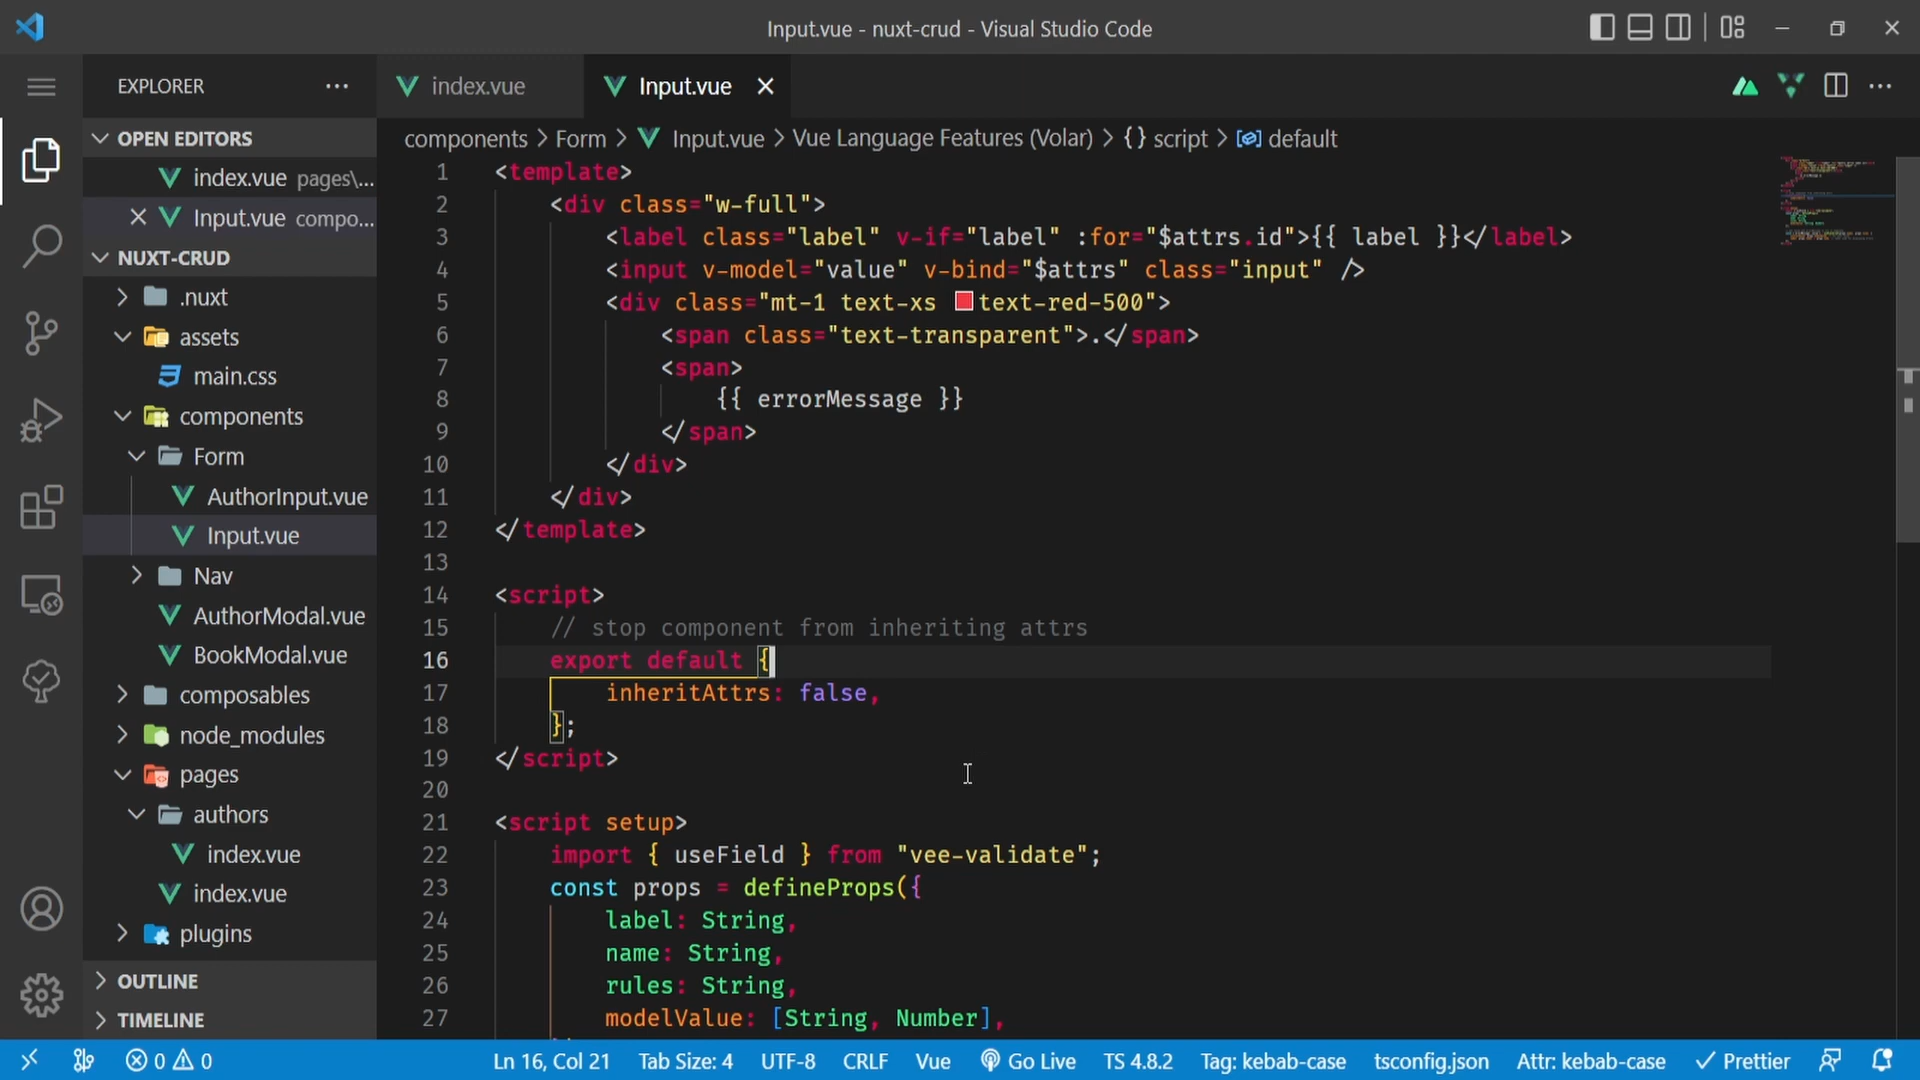 Input.vue - nuxt-crud - Visual Studio Code
EXPLORER
index.vue
Input.vue
OPEN EDITORS
index.vue pages\...
Input.vue compo...
NUXT-CRUD
.nuxt
assets
main.css
components
Form
AuthorInput.vue
Input.vue
Nav
AuthorModal.vue
BookModal.vue
composables
node_modules
pages
authors
index.vue
index.vue
plugins
OUTLINE
TIMELINE
components > Form > Input.vue > Vue Language Features (Volar) > {} script > default
1 <template>
2 <div class="w-full">
3 <label class="label" v-if="label" :for="$attrs.id">{{ label }}</label>
4 <input v-model="value" v-bind="$attrs" class="input" />
5 <div class="mt-1 text-xs text-red-500">
6 <span class="text-transparent">.</span>
7 <span>
8 {{ errorMessage }}
9 </span>
10 </div>
11 </div>
12 </template>
13
14 <script>
15 // stop component from inheriting attrs
16 export default {
17 inheritAttrs: false,
18 };
19 </script>
20
21 <script setup>
22 import { useField } from "vee-validate";
23 const props = defineProps({
24 label: String,
25 name: String,
26 rules: String,
27 modelValue: [String, Number],
0 0
Ln 16, Col 21
Tab Size: 4
UTF-8
CRLF
Vue
Go Live
TS 4.8.2
Tag: kebab-case
tsconfig.json
Attr: kebab-case
Prettier